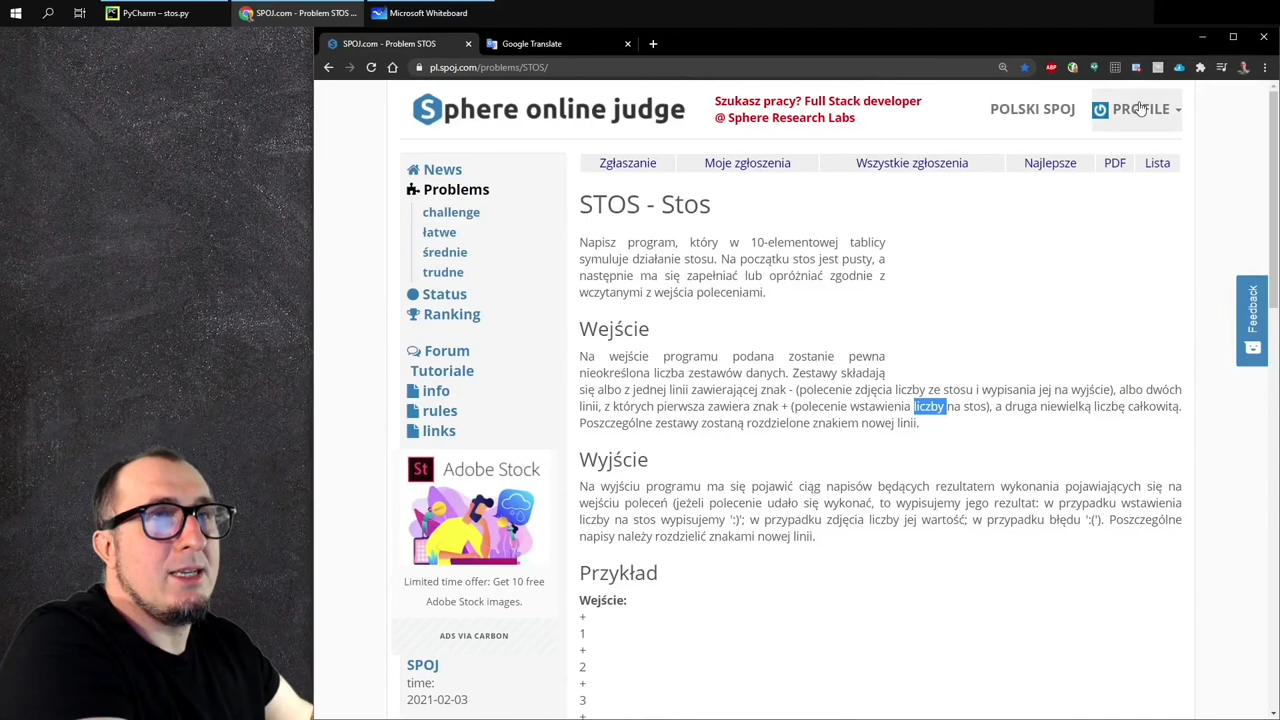 PyCharm – stos.py
SPOJ.com - Problem STOS ...
Microsoft Whiteboard
SPOJ.com - Problem STOS
Google Translate
pl.spoj.com/problems/STOS/
Sphere online judge
Szukasz pracy? Full Stack developer
@ Sphere Research Labs
POLSKI SPOJ
PROFILE
News
Problems
challenge
łatwe
średnie
trudne
Status
Ranking
Forum
Tutoriale
info
rules
links
St Adobe Stock
Limited time offer: Get 10 free
Adobe Stock images.
ADS VIA CARBON
SPOJ
time:
2021-02-03
Zgłaszanie
Moje zgłoszenia
Wszystkie zgłoszenia
Najlepsze
PDF
Lista
STOS - Stos
Napisz program, który w 10-elementowej tablicy
symuluje działanie stosu. Na początku stos jest pusty, a
następnie ma się zapełniać lub opróżniać zgodnie z
wczytanymi z wejścia poleceniami.
Wejście
Na wejście programu podana zostanie pewna
nieokreślona liczba zestawów danych. Zestawy składają
się albo z jednej linii zawierającej znak - (polecenie zdjęcia liczby ze stosu i wypisania jej na wyjście), albo dwóch
linii, z których pierwsza zawiera znak + (polecenie wstawienia liczby na stos), a druga niewielką liczbę całkowitą.
Poszczególne zestawy zostaną rozdzielone znakiem nowej linii.
Wyjście
Na wyjściu programu ma się pojawić ciąg napisów będących rezultatem wykonania pojawiających się na
wejściu poleceń (jeżeli polecenie udało się wykonać, to wypisujemy jego rezultat: w przypadku wstawienia
liczby na stos wypisujemy ':)'; w przypadku zdjęcia liczby jej wartość; w przypadku błędu ':('). Poszczególne
napisy należy rozdzielić znakami nowej linii.
Przykład
Wejście:
+
1
+
2
+
3
+
Feedback